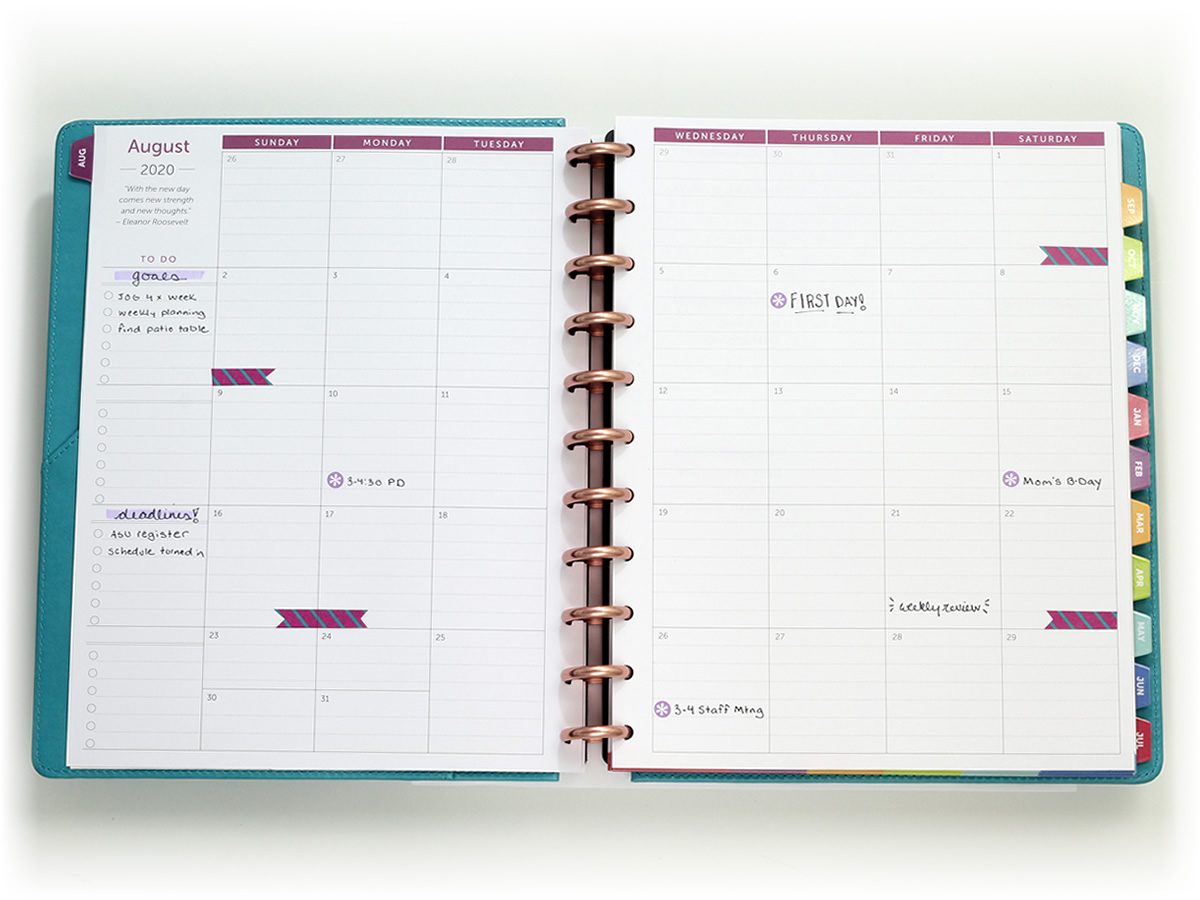 AUG
August
2020
"With the new day
comes new strength
and new thoughts."
– Eleanor Roosevelt
TO DO
goals
JOG 4x week
weekly planning
find patio table
deadlines!
ASU register
schedule turned in
SUNDAY MONDAY TUESDAY
26 27 28
2 3 4
9 10 11
3-4:30 PD
16 17 18
23 24 25
30 31
WEDNESDAY THURSDAY FRIDAY SATURDAY
29 30 31 1
5 6 7 8
FIRST DAY!
12 13 14 15
Mom's B-Day
19 20 21 22
weekly review
26 27 28 29
3-4 Staff Mtng
SEP
OCT
NOV
DEC
JAN
FEB
MAR
APR
MAY
JUN
JUL